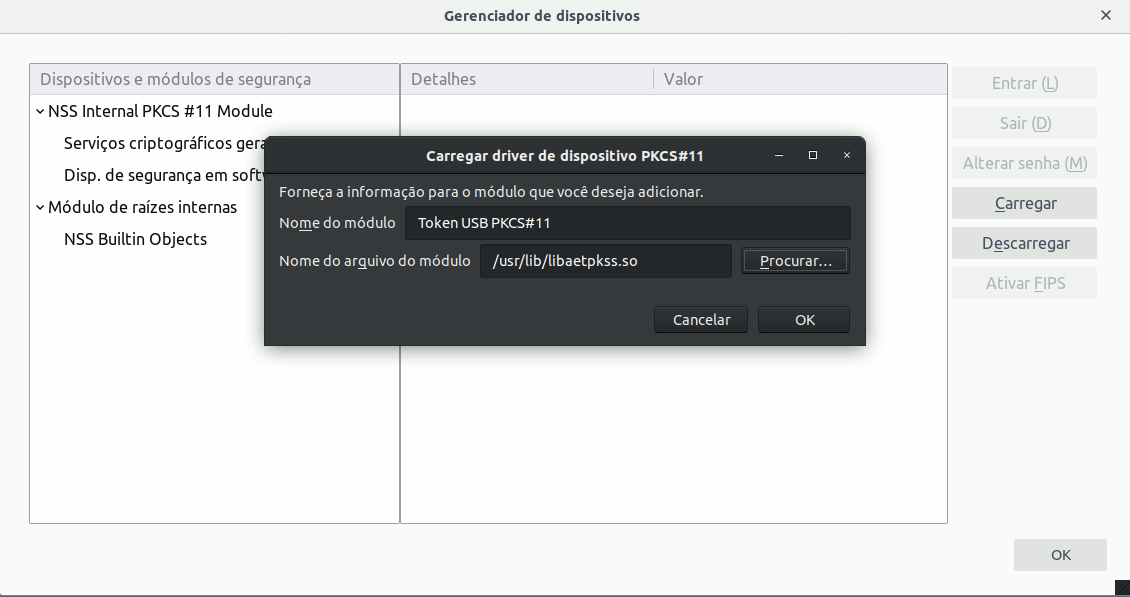 Gerenciador de dispositivos
Dispositivos e módulos de segurança
Detalhes
Valor
NSS Internal PKCS #11 Module
Serviços criptográficos gera
Disp. de segurança em softw
Módulo de raízes internas
NSS Builtin Objects
Entrar (L)
Sair (D)
Alterar senha (M)
Carregar
Descarregar
Ativar FIPS
Carregar driver de dispositivo PKCS#11
Forneça a informação para o módulo que você deseja adicionar.
Nome do módulo
Token USB PKCS#11
Nome do arquivo do módulo
/usr/lib/libaetpkss.so
Procurar...
Cancelar
OK
OK